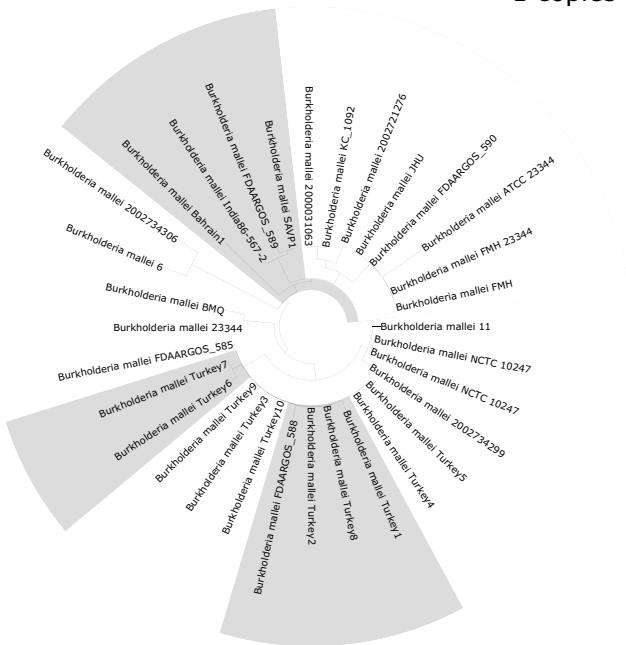 copies
Burkholderia mallei 2000031063
Burkholderia mallei KC_1092
Burkholderia mallei 2002721276
Burkholderia mallei JHU
Burkholderia mallei FDAARGOS_590
Burkholderia mallei ATCC 23344
Burkholderia mallei FMH 23344
Burkholderia mallei FMH
Burkholderia mallei 11
Burkholderia mallei NCTC 10247
Burkholderia mallei NCTC 10247
Burkholderia mallei 2002734299
Burkholderia mallei Turkey5
Burkholderia mallei Turkey4
Burkholderia mallei Turkey1
Burkholderia mallei Turkey8
Burkholderia mallei Turkey2
Burkholderia mallei FDAARGOS_588
Burkholderia mallei Turkey10
Burkholderia mallei Turkey3
Burkholderia mallei Turkey9
Burkholderia mallei Turkey6
Burkholderia mallei Turkey7
Burkholderia mallei FDAARGOS_585
Burkholderia mallei 23344
Burkholderia mallei BMQ
Burkholderia mallei 6
Burkholderia mallei 2002734306
Burkholderia mallei Bahrain1
Burkholderia mallei India86-567-2
Burkholderia mallei FDAARGOS_589
Burkholderia mallei SAVP1